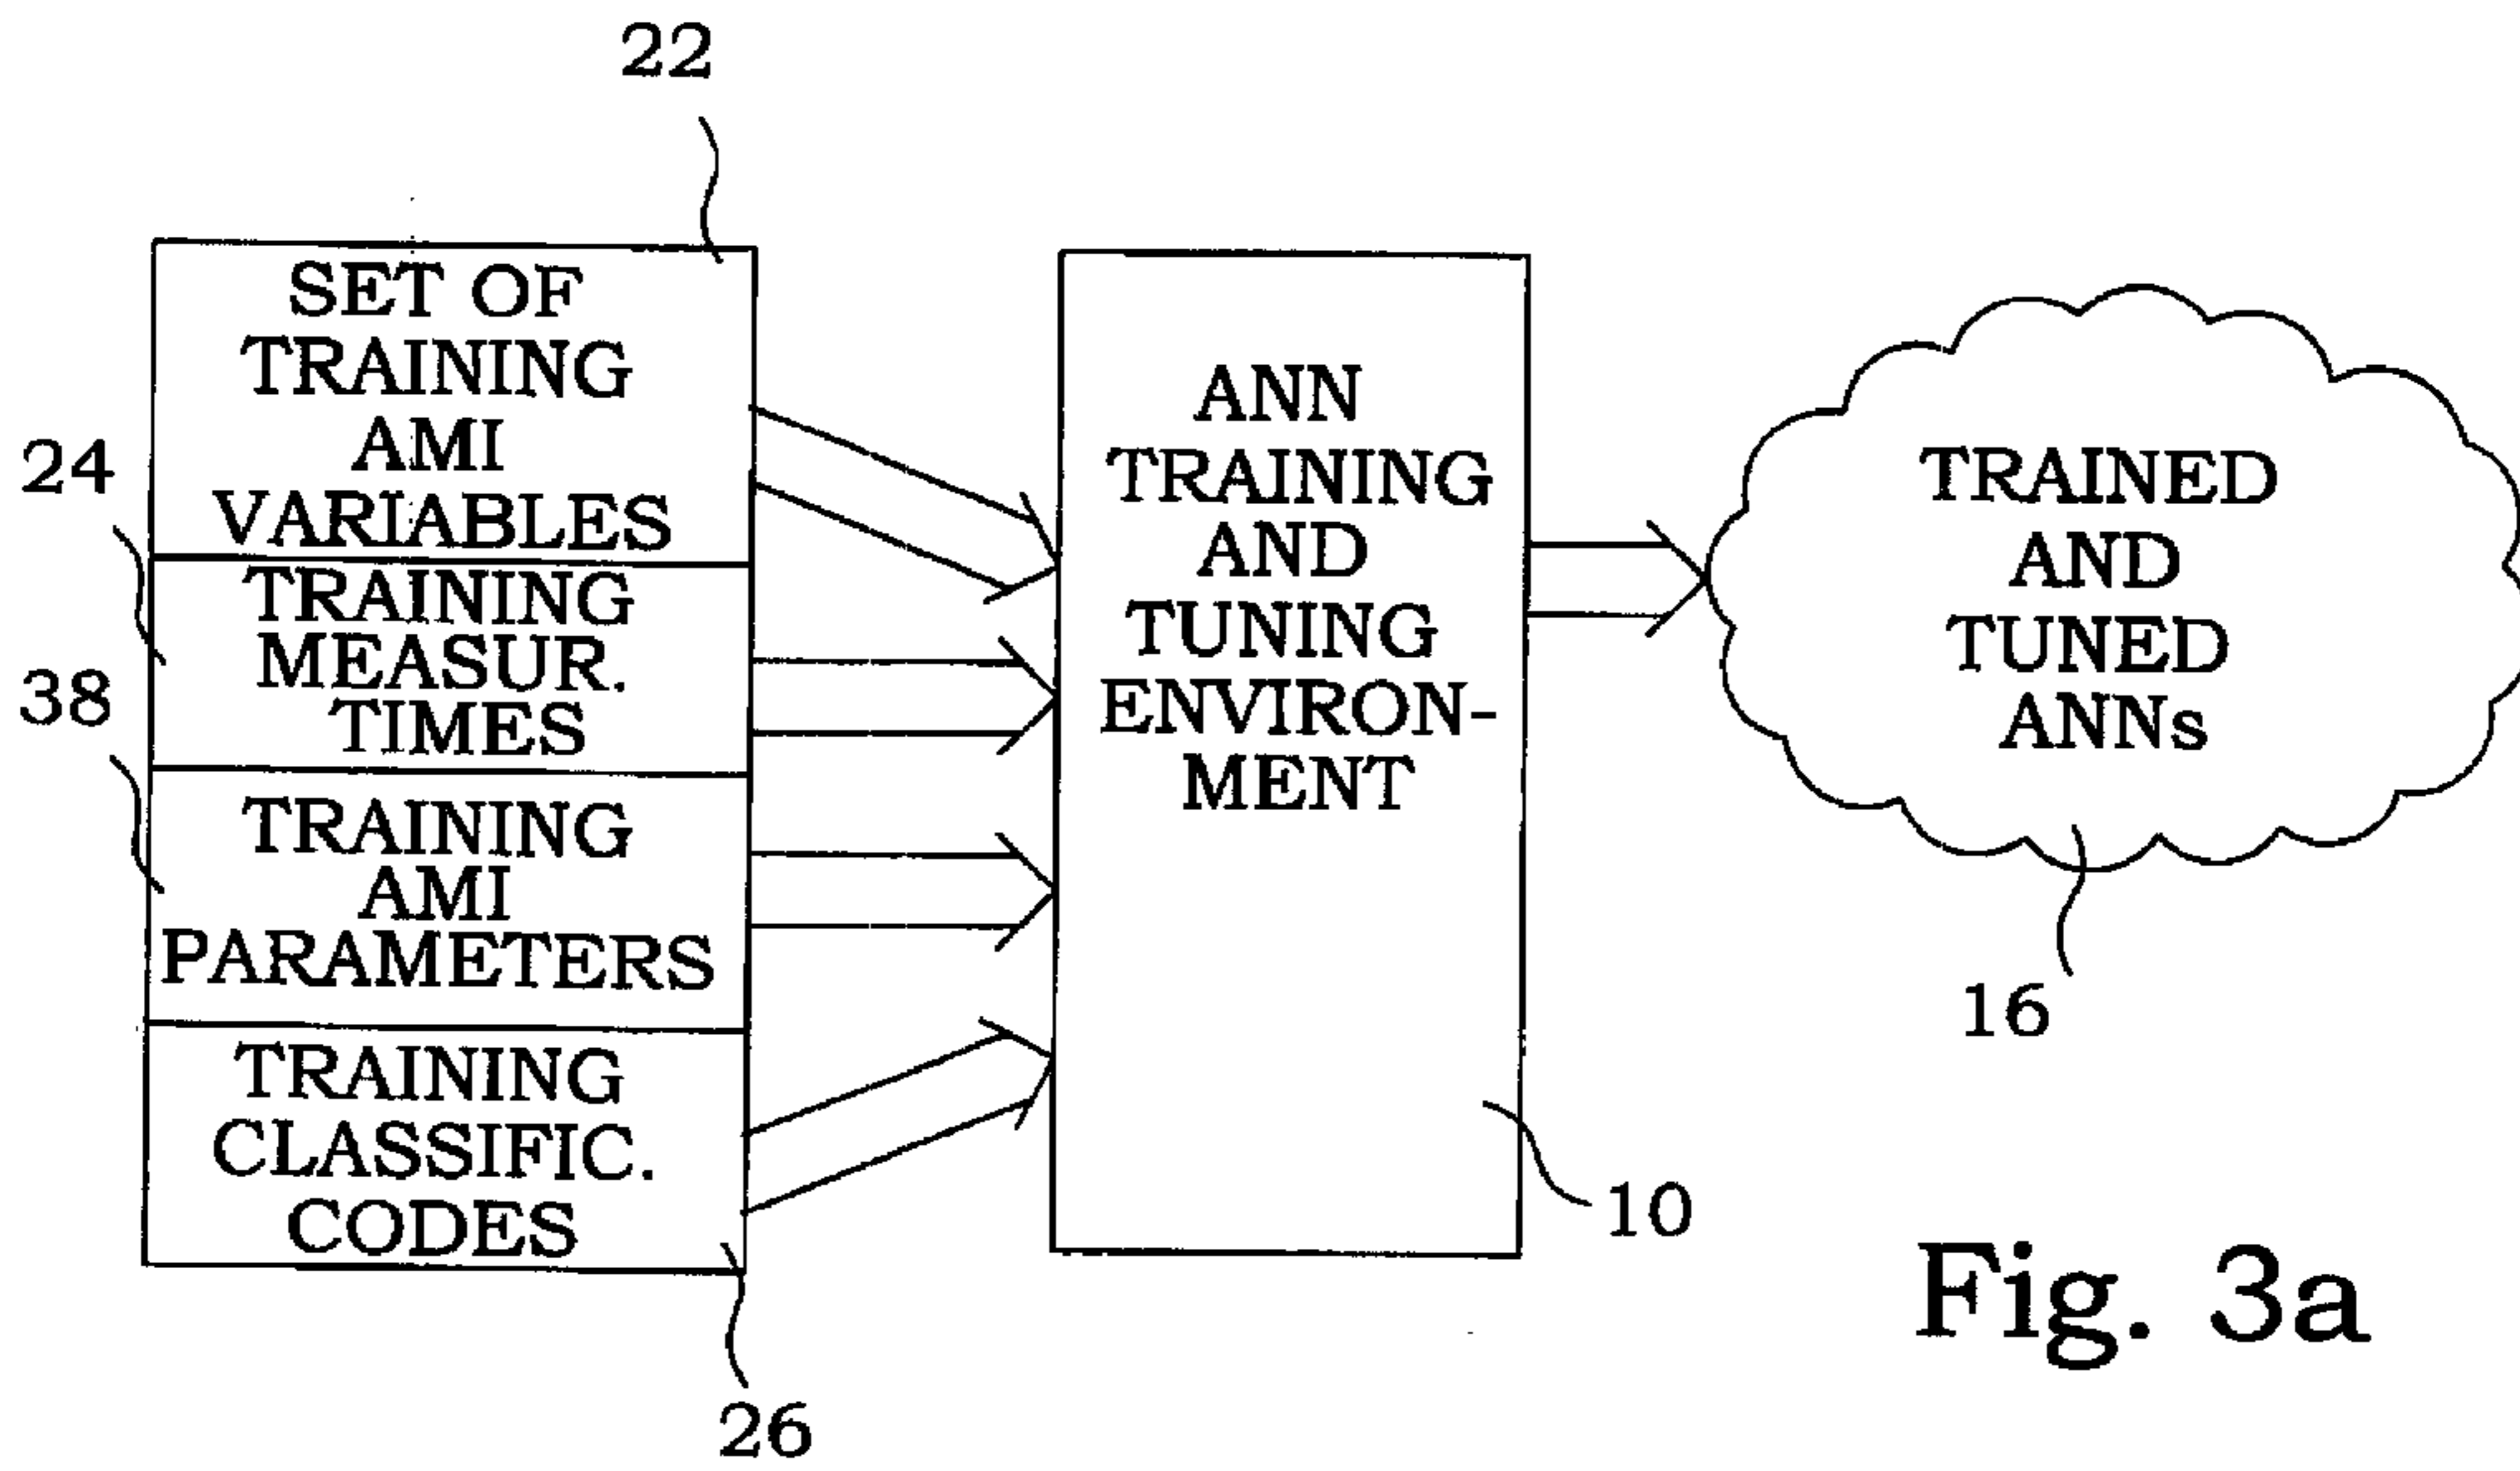 22
SET OF
TRAINING
AMI
VARIABLES
24
TRAINING
MEASUR.
TIMES
38
TRAINING
AMI
PARAMETERS
TRAINING
CLASSIFIC.
CODES
26
ANN
TRAINING
AND
TUNING
ENVIRON-
MENT
10
TRAINED
AND
TUNED
ANNs
16
Fig. 3a